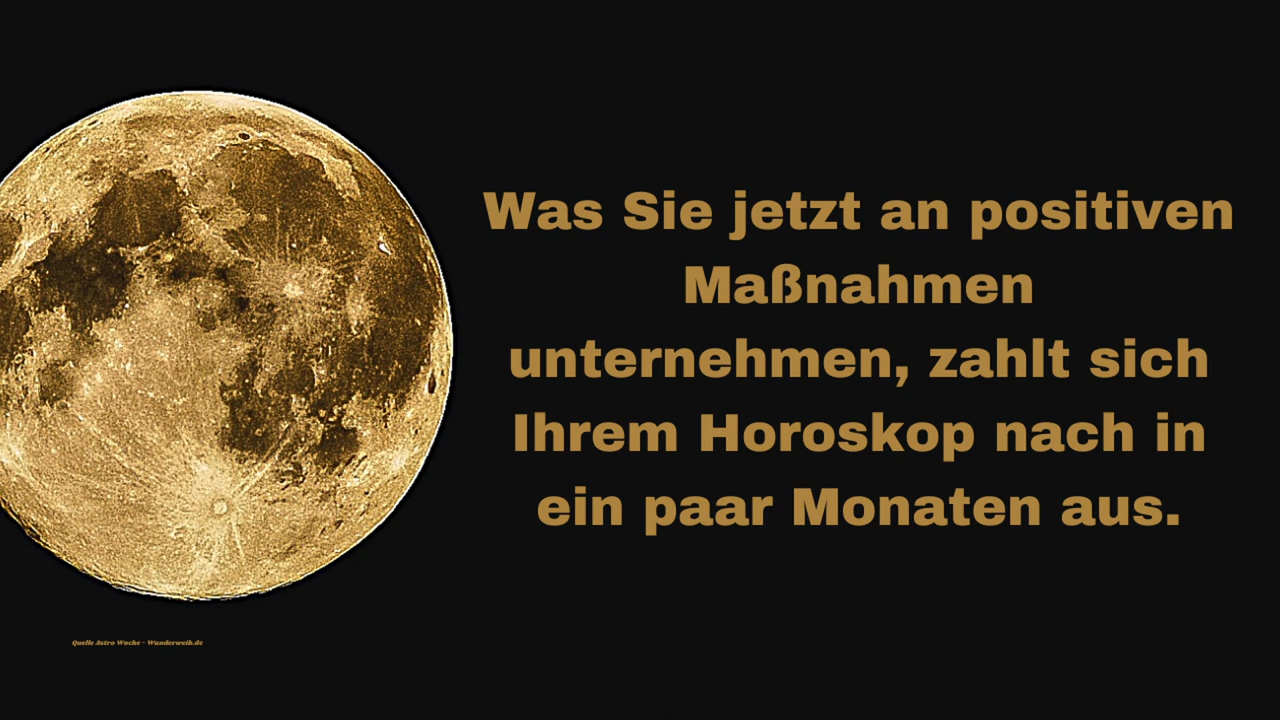 Was Sie jetzt an positiven
Maßnahmen
unternehmen, zahlt sich
Ihrem Horoskop nach in
ein paar Monaten aus.
Quelle Astro Woche - Wunderweib.de